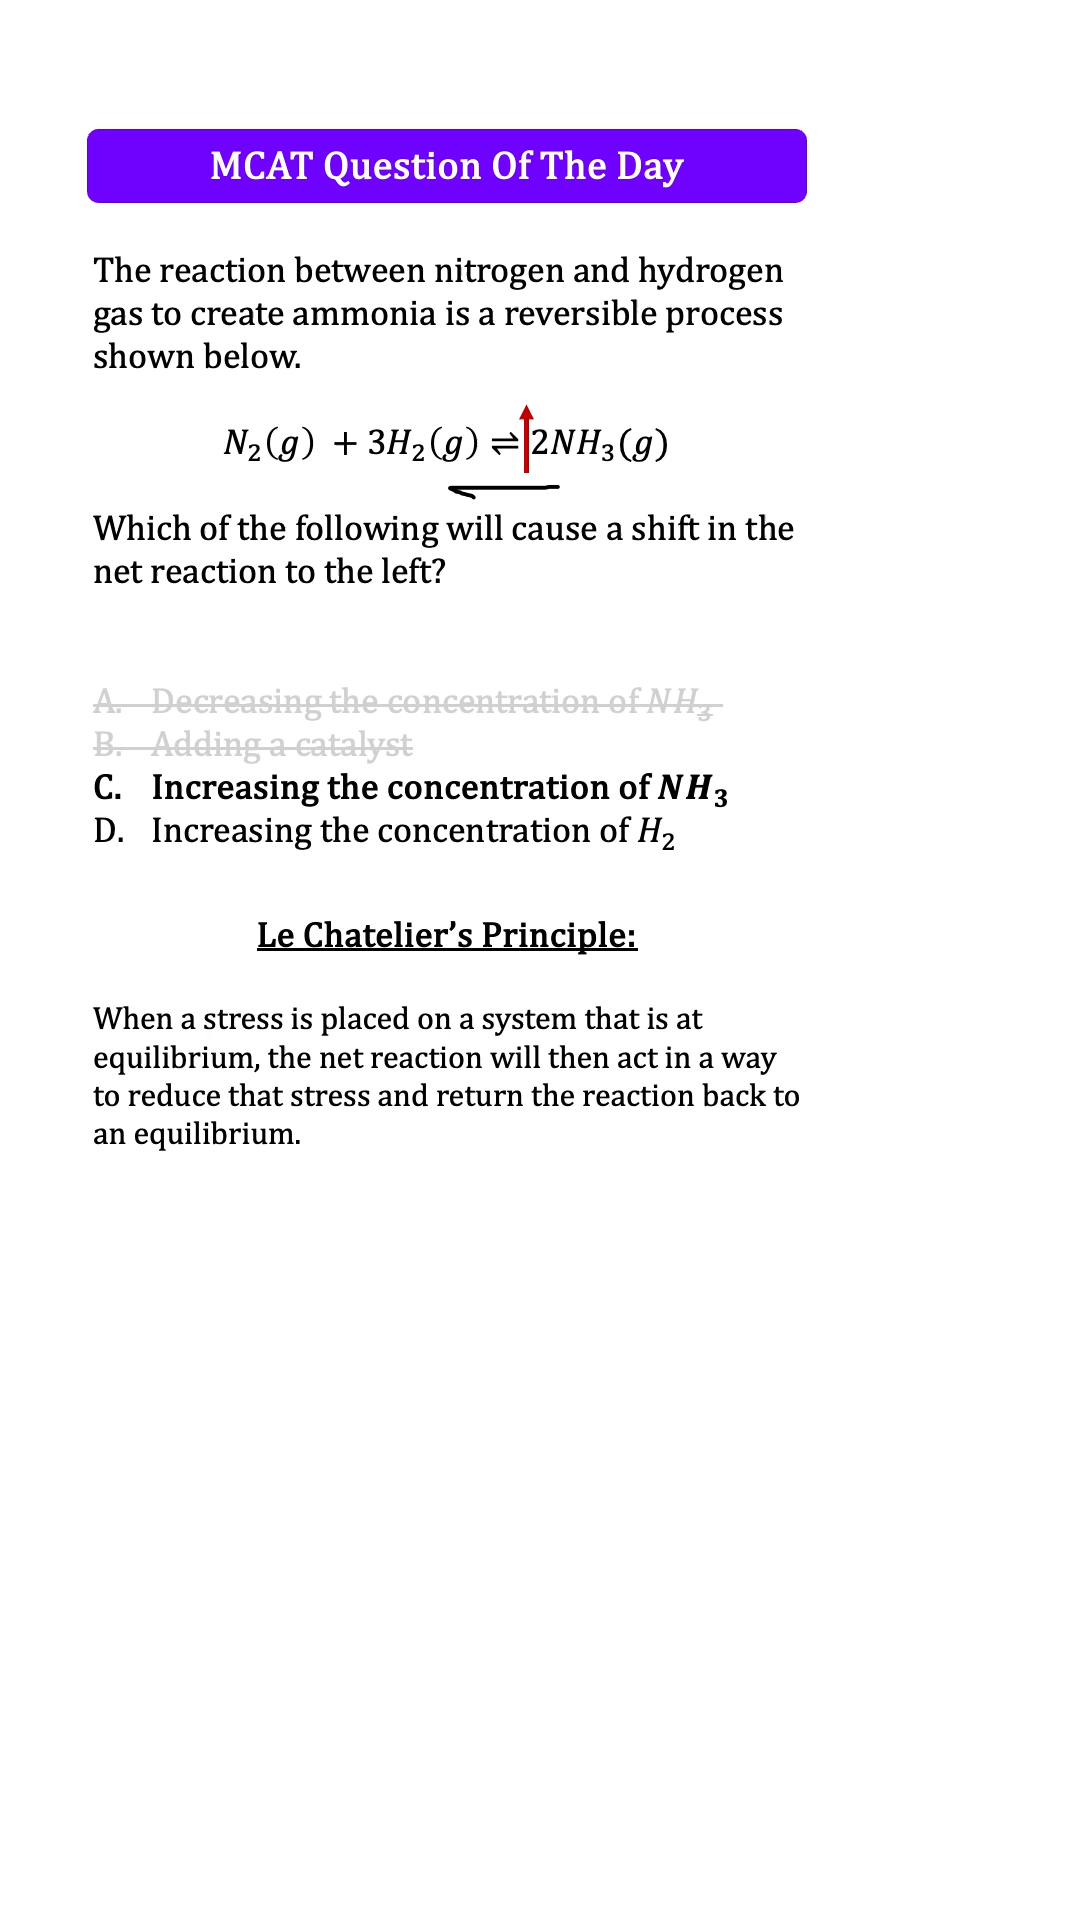 MCAT Question Of The Day
The reaction between nitrogen and hydrogen
gas to create ammonia is a reversible process
shown below.
N₂(g) + 3H₂(g) ⇌ 2NH₃(g)
Which of the following will cause a shift in the
net reaction to the left?
A. Decreasing the concentration of NH₃
B. Adding a catalyst
C. Increasing the concentration of NH₃
D. Increasing the concentration of H₂
Le Chatelier’s Principle:
When a stress is placed on a system that is at
equilibrium, the net reaction will then act in a way
to reduce that stress and return the reaction back to
an equilibrium.